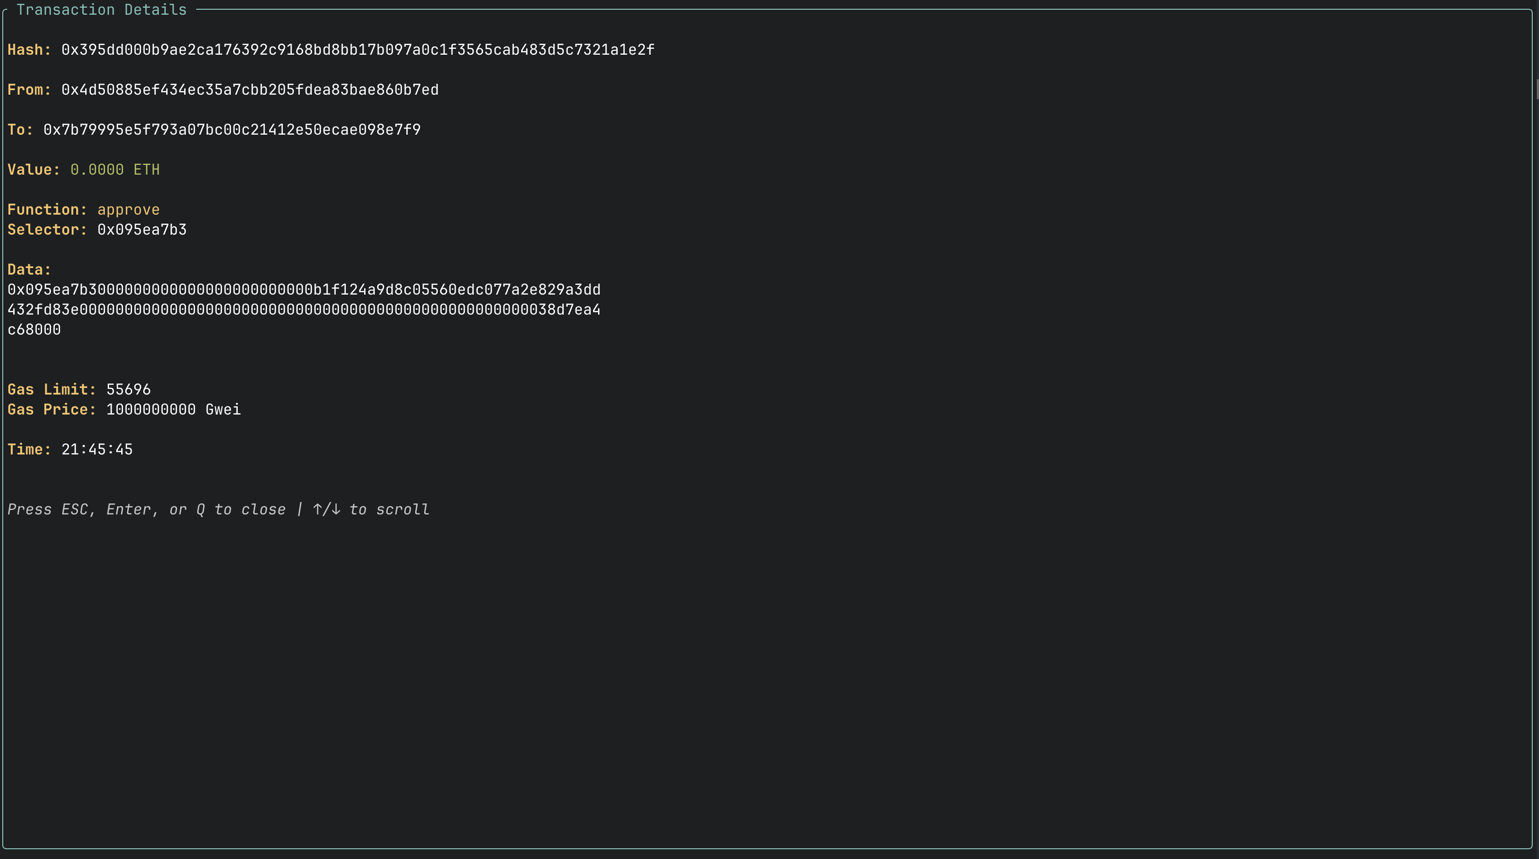 Transaction Details
Hash: 0x395dd000b9ae2ca176392c9168bd8bb17b097a0c1f3565cab483d5c7321a1e2f
From: 0x4d50885ef434ec35a7cbb205fdea83bae860b7ed
To: 0x7b79995e5f793a07bc00c21412e50ecae098e7f9
Value: 0.0000 ETH
Function: approve
Selector: 0x095ea7b3
Data:
0x095ea7b3000000000000000000000000b1f124a9d8c05560edc077a2e829a3dd
432fd83e00000000000000000000000000000000000000000000000000038d7ea4
c68000
Gas Limit: 55696
Gas Price: 1000000000 Gwei
Time: 21:45:45
Press ESC, Enter, or Q to close | ↑/↓ to scroll